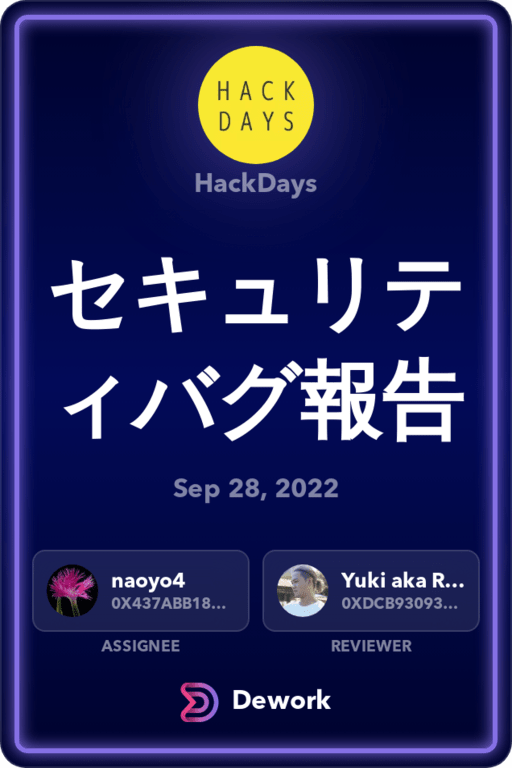 HACK
DAYS
HackDays
セキュリテ
ィバグ報告
Sep 28, 2022
naoyo4
0X437ABB18...
ASSIGNEE
Yuki aka R...
0XDCB93093...
REVIEWER
Dework